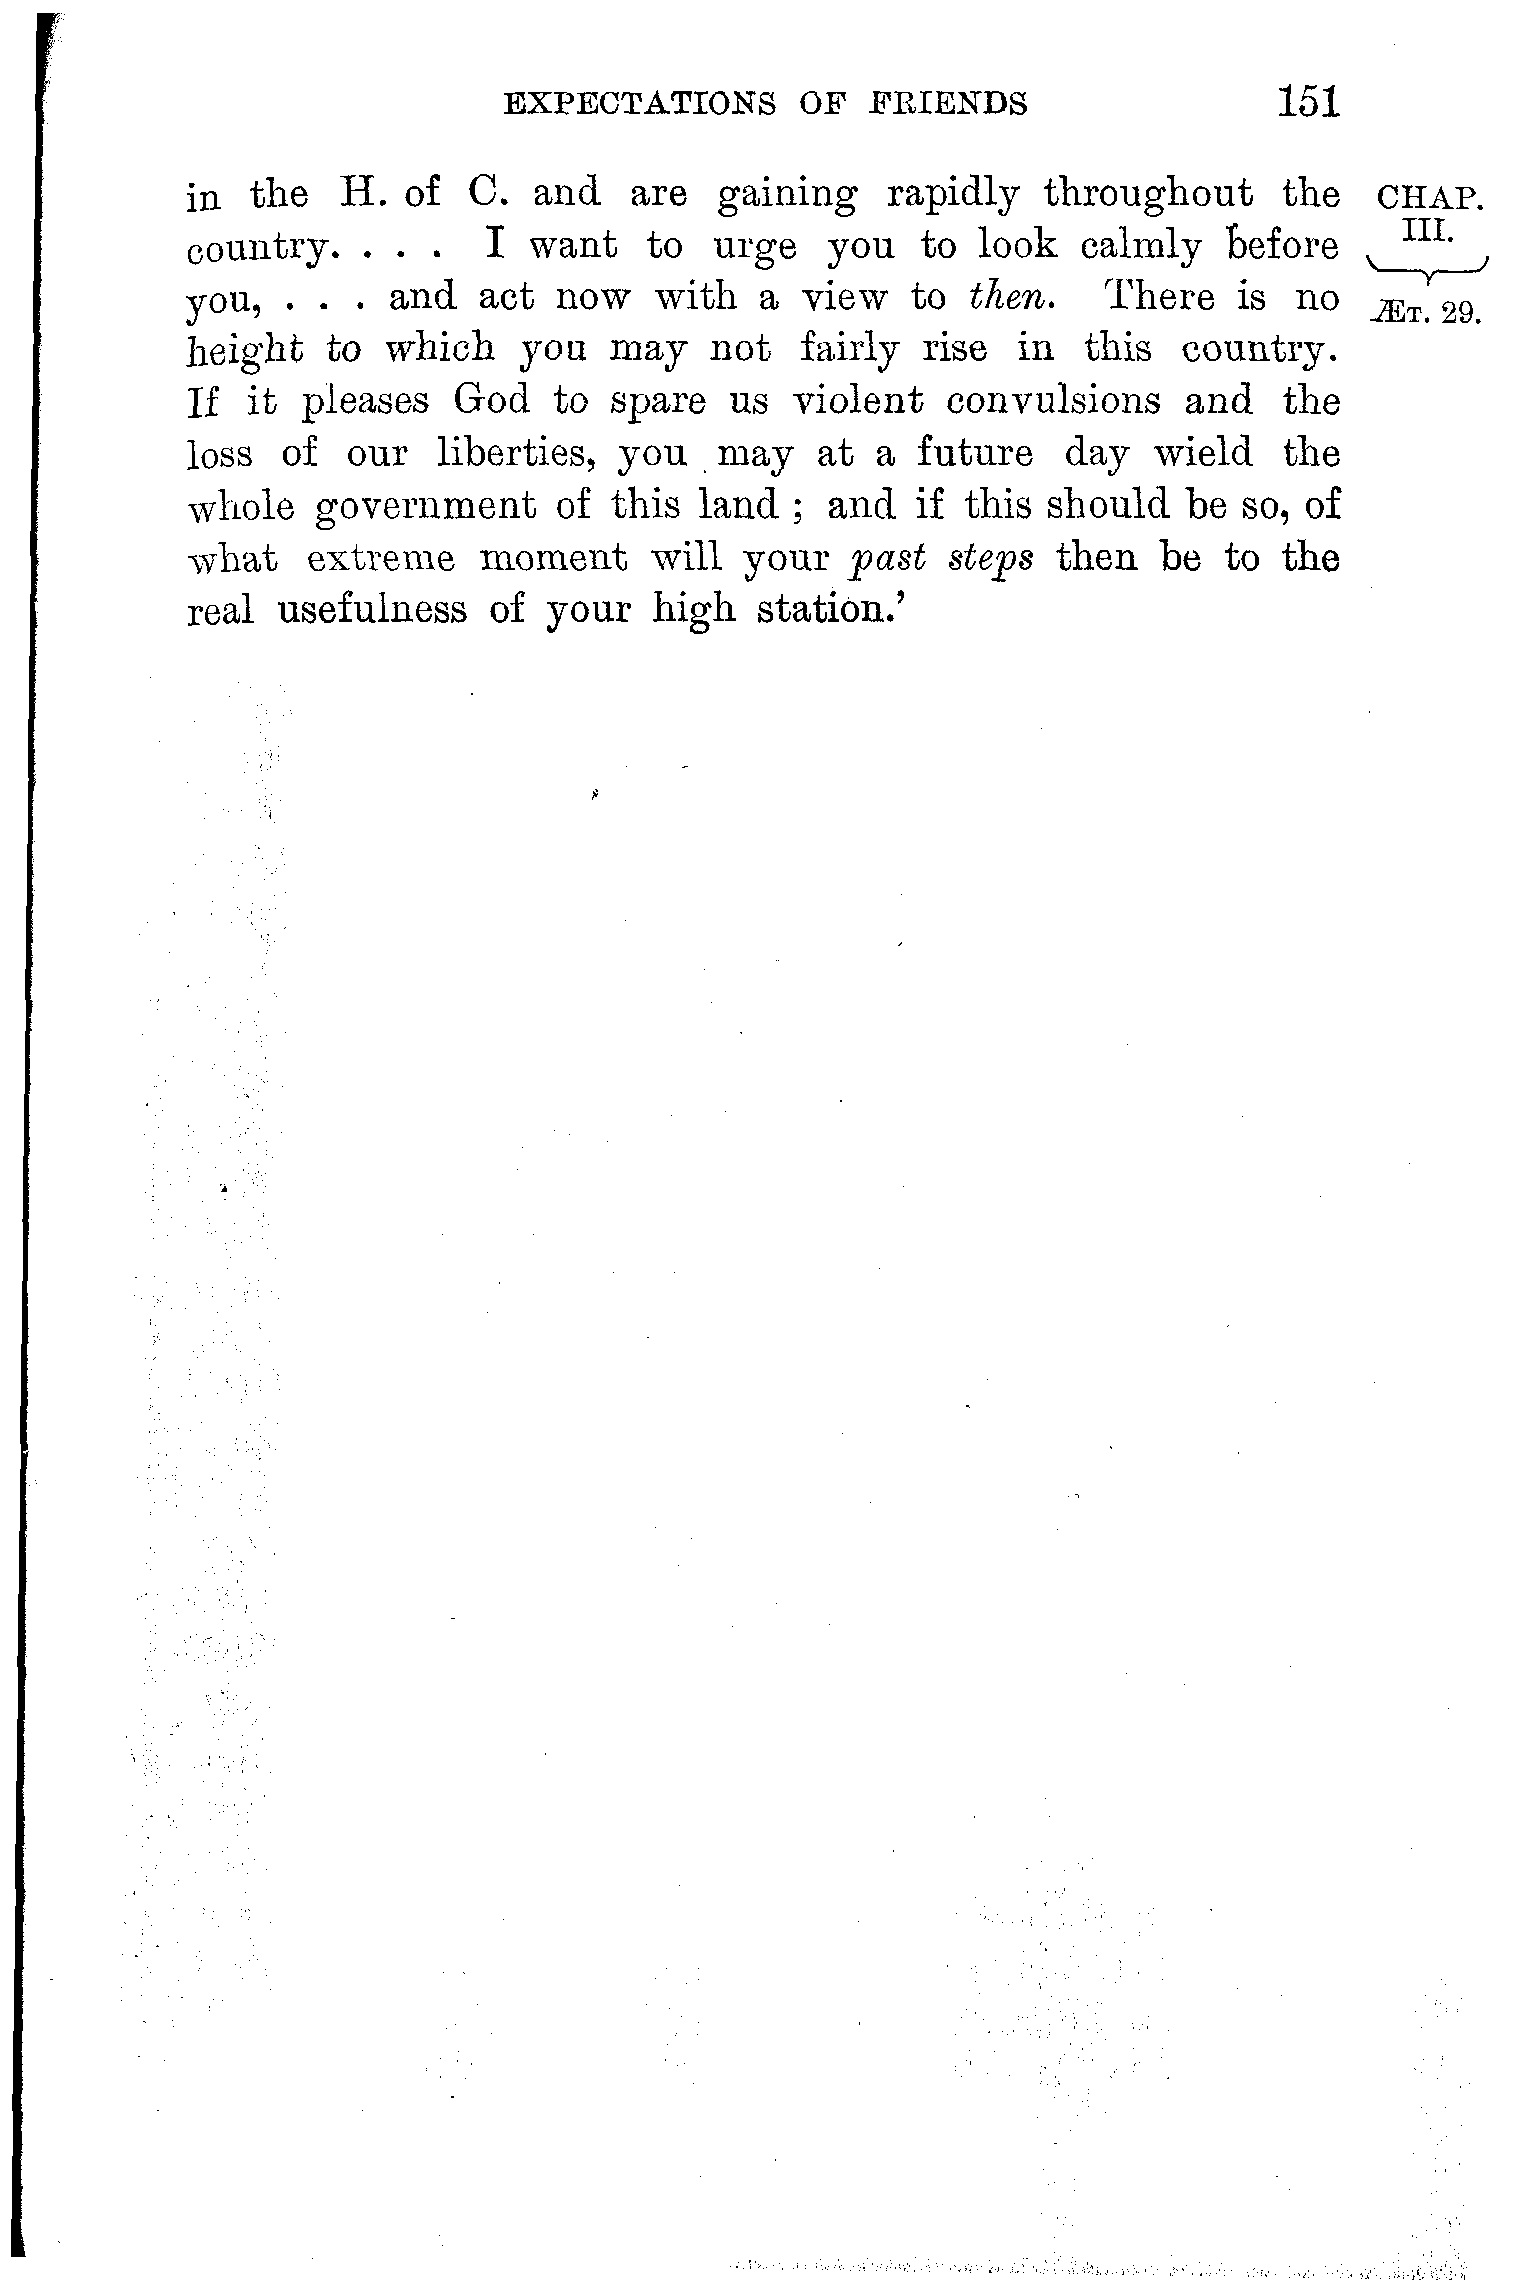 EXPECTATIONS OF FRIENDS 151
in the H. of C. and are gaining rapidly throughout the
country. . . . I want to urge you to look calmly before
you, . . . and act now with a view to then. There is no
height to which you may not fairly rise in this country.
If it pleases God to spare us violent convulsions and the
loss of our liberties, you may at a future day wield the
whole government of this land ; and if this should be so, of
what extreme moment will your past steps then be to the
real usefulness of your high station.’
CHAP.
III.
ÆT. 29.